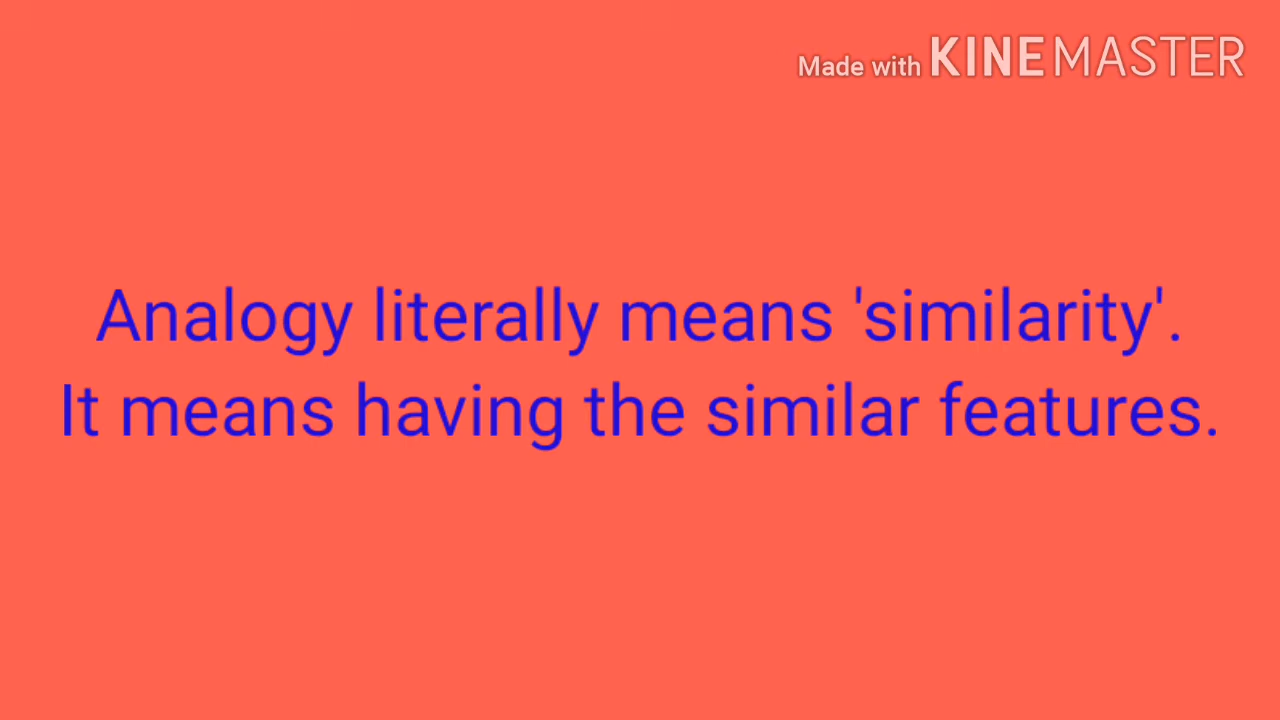 Made with KINEMASTER
Analogy literally means 'similarity'.
It means having the similar features.